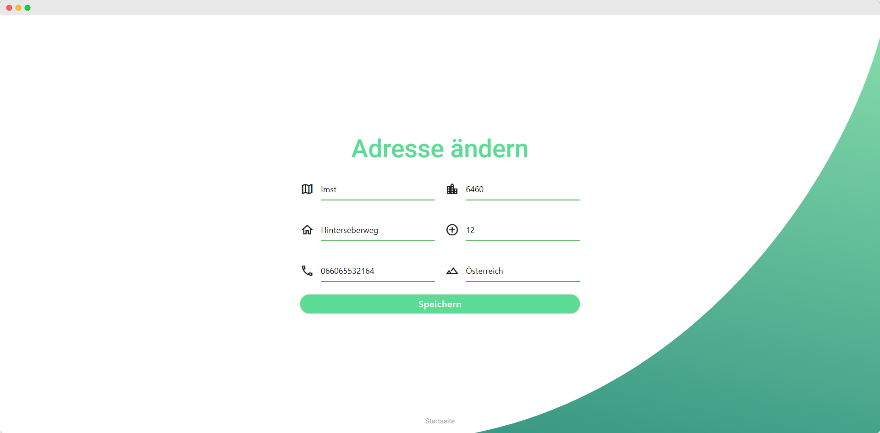 Adresse ändern
Imst 6460
Hinterseberweg 12
066065532164 Österreich
Speichern
Startseite